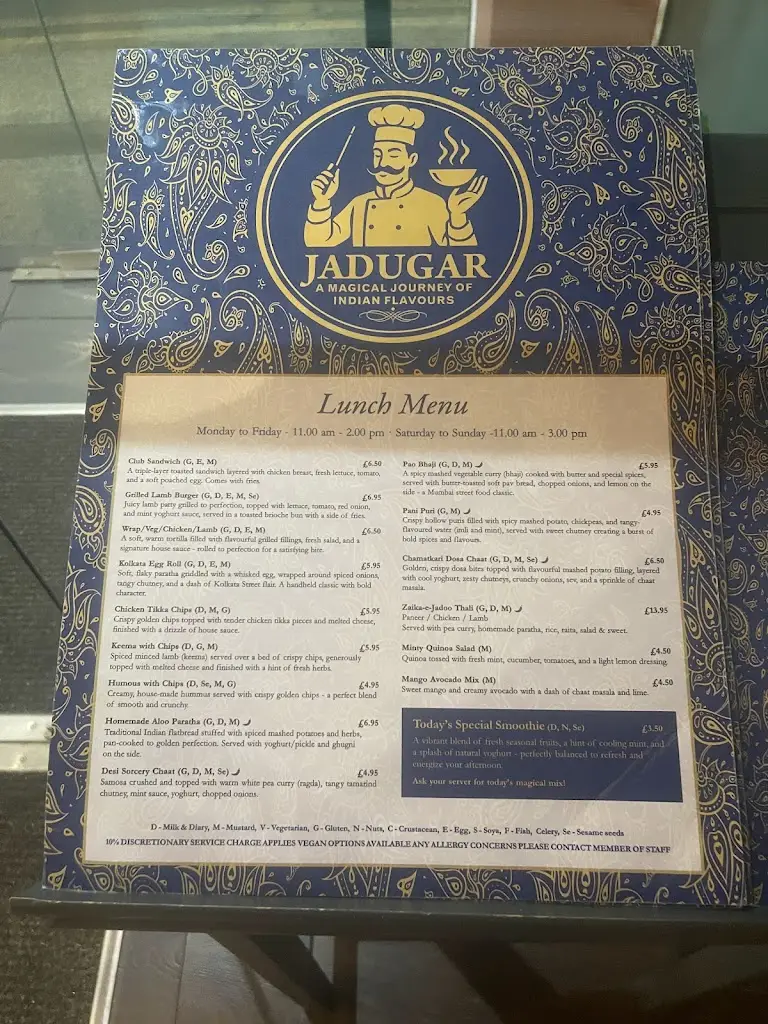 JADUGAR
A MAGICAL JOURNEY OF
INDIAN FLAVOURS
Lunch Menu
Monday to Friday - 11.00 am - 2.00 pm · Saturday to Sunday -11.00 am - 3.00 pm
Club Sandwich (G, E, M) £6.50
A triple-layer toasted sandwich layered with chicken breast, fresh lettuce, tomato,
and a soft poached egg. Comes with fries.
Grilled Lamb Burger (G, D, E, M, Se) £6.95
Juicy lamb party grilled to perfection, topped with lettuce, tomato, red onion,
and mint yoghurt sauce, served in a toasted brioche bun with a side of fries.
Wrap/Veg/Chicken/Lamb (G, D, E, M) £6.50
A soft, warm tortilla filled with flavourful grilled fillings, fresh salad, and a
signature house sauce - rolled to perfection for a satisfying bite.
Kolkata Egg Roll (G, D, E, M) £5.95
Soft, flaky paratha griddled with a whisked egg, wrapped around spiced onions,
tangy chutney, and a dash of Kolkata Street flair. A handheld classic with bold
character.
Chicken Tikka Chips (D, M, G) £5.95
Crispy golden chips topped with tender chicken tikka pieces and melted cheese,
finished with a drizzle of house sauce.
Keema with Chips (D, G, M) £5.95
Spiced minced lamb (keema) served over a bed of crispy chips, generously
topped with melted cheese and finished with a hint of fresh herbs.
Humous with Chips (D, Se, M, G) £4.95
Creamy, house-made hummus served with crispy golden chips - a perfect blend
of smooth and crunchy.
Homemade Aloo Paratha (G, D, M) £6.95
Traditional Indian flatbread stuffed with spiced mashed potatoes and herbs,
pan-cooked to golden perfection. Served with yoghurt/pickle and ghugni
on the side.
Desi Sorcery Chaat (G, D, M, Se) £4.95
Samosa crushed and topped with warm white pea curry (ragda), tangy tamarind
chutney, mint sauce, yoghurt, chopped onions.
Pao Bhaji (G, D, M) £5.95
A spicy mashed vegetable curry (bhaji) cooked with butter and special spices,
served with butter-toasted soft pav bread, chopped onions, and lemon on the
side - a Mumbai street food classic.
Pani Puri (G, M) £4.95
Crispy hollow puris filled with spicy mashed potato, chickpeas, and tangy-
flavoured water (imli and mint), served with sweet chutney creating a burst of
bold spices and flavours.
Chamatkari Dosa Chaat (G, D, M, Se) £6.50
Golden, crispy dosa bites topped with flavourful mashed potato filling, layered
with cool yoghurt, zesty chutneys, crunchy onions, sev, and a sprinkle of chaat
masala.
Zaika-e-Jadoo Thali (G, D, M) £13.95
Paneer / Chicken / Lamb
Served with pea curry, homemade paratha, rice, raita, salad & sweet.
Minty Quinoa Salad (M) £4.50
Quinoa tossed with fresh mint, cucumber, tomatoes, and a light lemon dressing.
Mango Avocado Mix (M) £4.50
Sweet mango and creamy avocado with a dash of chaat masala and lime.
Today's Special Smoothie (D, N, Se) £3.50
A vibrant blend of fresh seasonal fruits, a hint of cooling mint, and
a splash of natural yoghurt - perfectly balanced to refresh and
energize your afternoon.
Ask your server for today's magical mix!
D - Milk & Diary, M - Mustard, V - Vegetarian, G - Gluten, N - Nuts, C - Crustacean, E - Egg, S - Soya, F - Fish, Celery, Se - Sesame seeds
10% DISCRETIONARY SERVICE CHARGE APPLIES VEGAN OPTIONS AVAILABLE ANY ALLERGY CONCERNS PLEASE CONTACT MEMBER OF STAFF